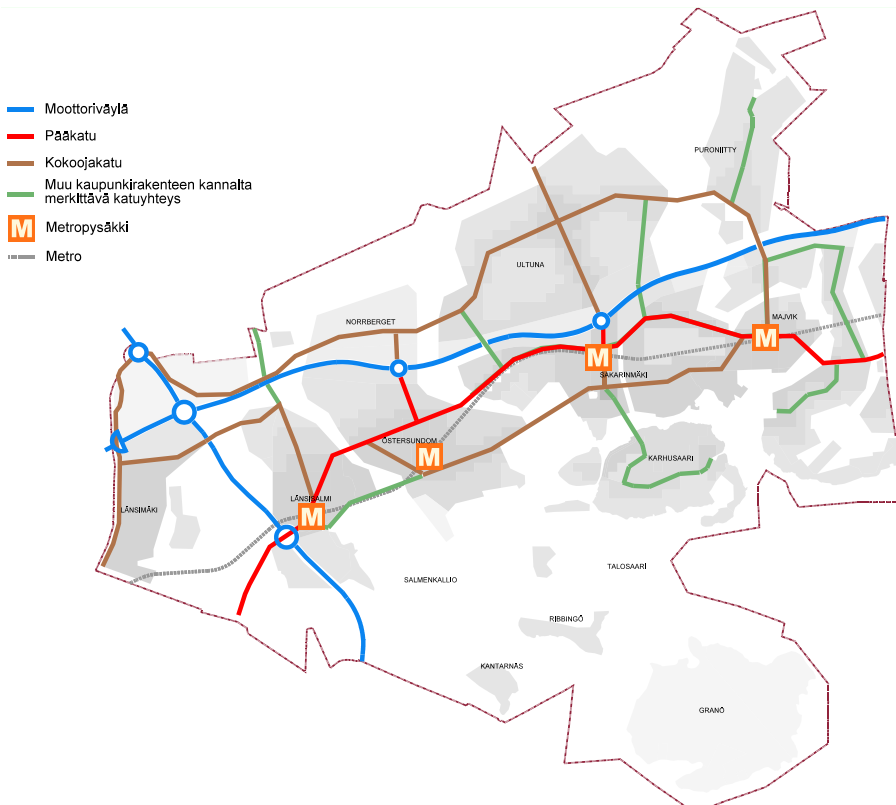 Moottoriväylä
Pääkatu
Kokoojakatu
Muu kaupunkirakenteen kannalta
merkittävä katuyhteys
M Metropysäkki
Metro
PURONIITTY
ULTUNA
NORRBERGET
MAJVIK
M
M
SAKARINMÄKI
ÖSTERSUNDOM
M
KARHUSAARI
LÄNSIMÄKI
LÄNSISALMI
M
SALMENKALLIO
TALOSAARI
RIBBINGÖ
KANTARNÄS
GRANÖ